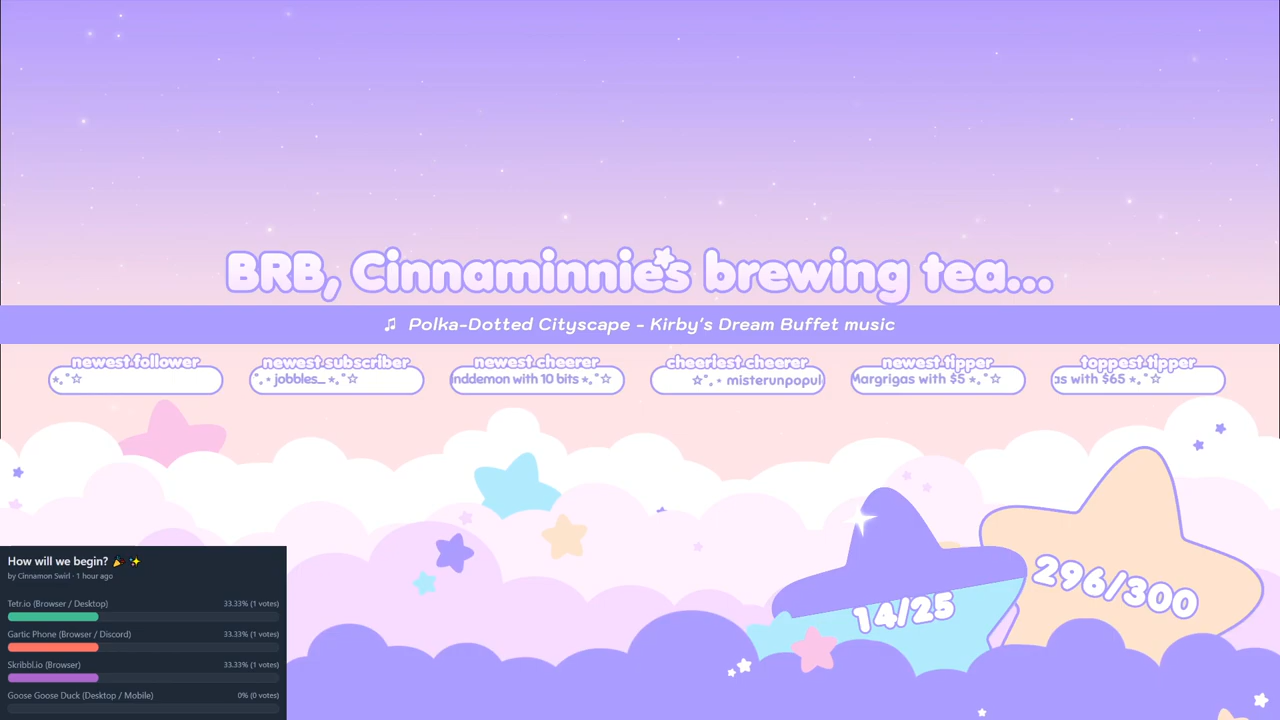 BRB, Cinnaminnie's brewing tea...
♫ Polka-Dotted Cityscape - Kirby's Dream Buffet music
newest follower
newest subscriber
newest cheerer
cheeriest cheerer
newest tipper
toppest tipper
⋆｡˚☆
˚｡⋆ jobbles_ ⋆｡˚☆
nddemon with 10 bits ⋆｡˚☆
☆˚｡⋆ misterunpopul
Margrigas with $5 ⋆｡˚☆
as with $65 ⋆｡˚☆
296/300
14/25
How will we begin? 🎉✨
by Cinnamon Swirl · 1 hour ago
Tetr.io (Browser / Desktop) 33.33% (1 votes)
Gartic Phone (Browser / Discord) 33.33% (1 votes)
Skribbl.io (Browser) 33.33% (1 votes)
Goose Goose Duck (Desktop / Mobile) 0% (0 votes)